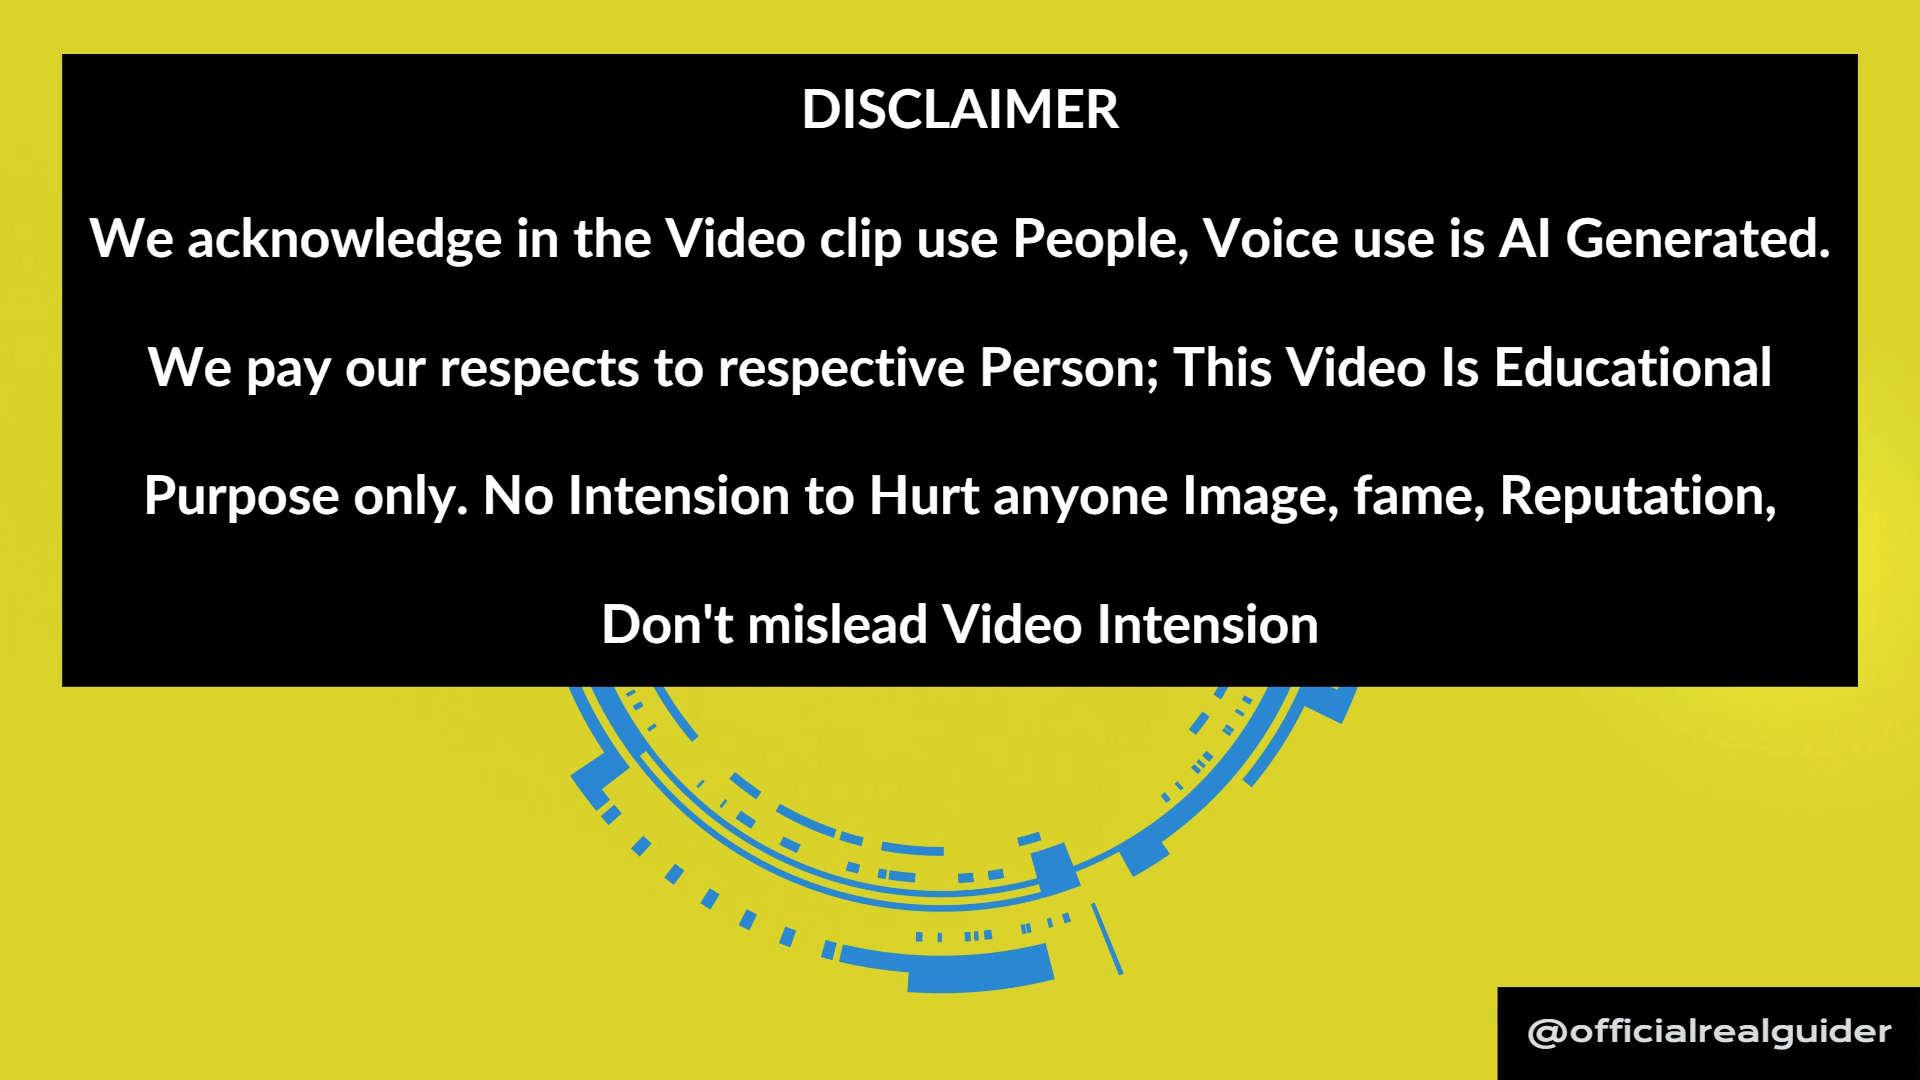 DISCLAIMER
We acknowledge in the Video clip use People, Voice use is AI Generated.
We pay our respects to respective Person; This Video Is Educational
Purpose only. No Intension to Hurt anyone Image, fame, Reputation,
Don't mislead Video Intension
@officialrealguider